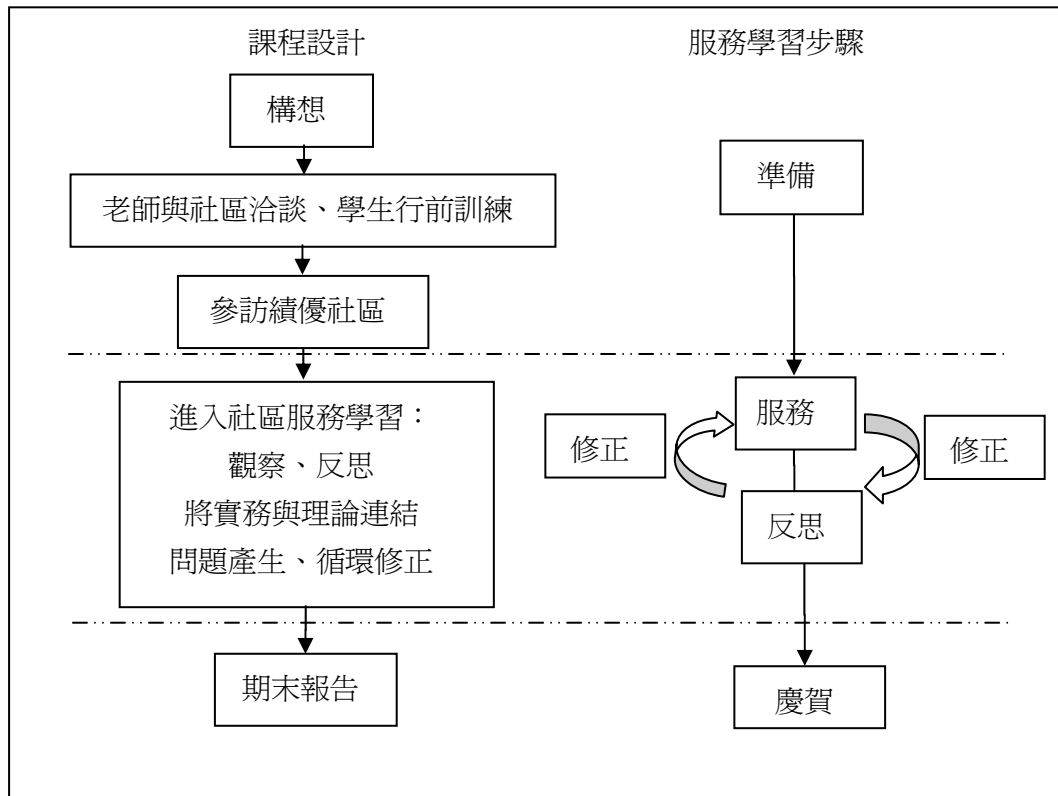 課程設計
服務學習步驟
構想
老師與社區洽談、學生行前訓練
參訪績優社區
進入社區服務學習：
觀察、反思
將實務與理論連結
問題產生、循環修正
期末報告
準備
服務
修正
修正
反思
慶賀